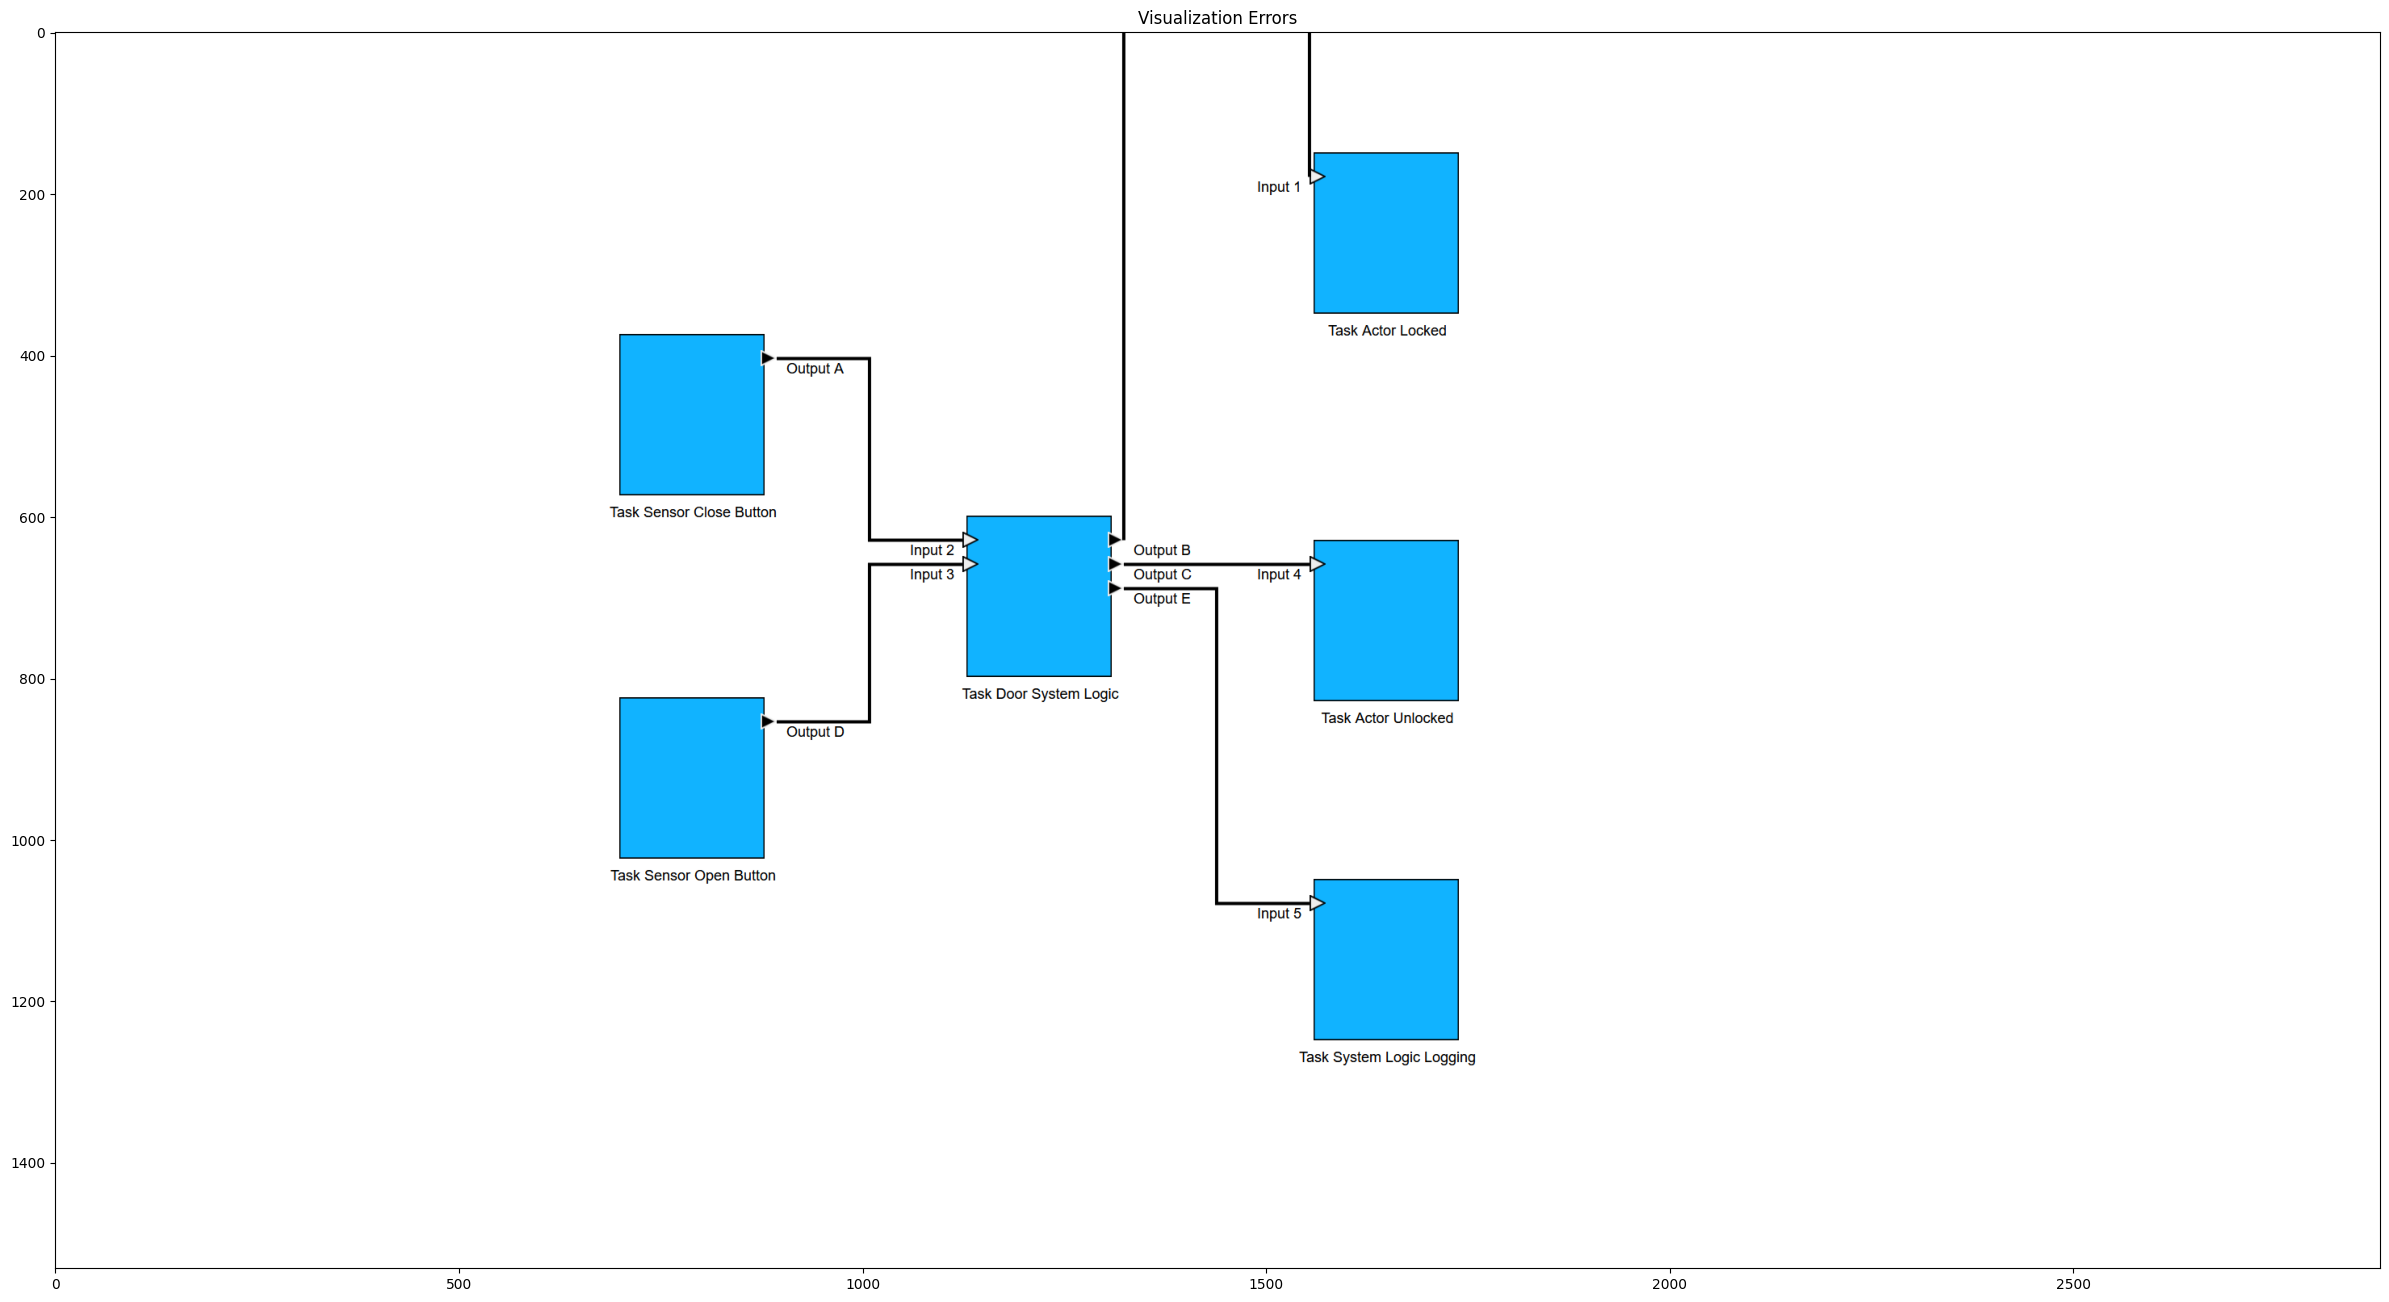 Visualization Errors
0
200
400
600
800
1000
1200
1400
Input 1
Task Actor Locked
Output A
Task Sensor Close Button
Input 2
Input 3
Output B
Output C
Output E
Input 4
Task Door System Logic
Task Actor Unlocked
Output D
Task Sensor Open Button
Input 5
Task System Logic Logging
0
500
1000
1500
2000
2500